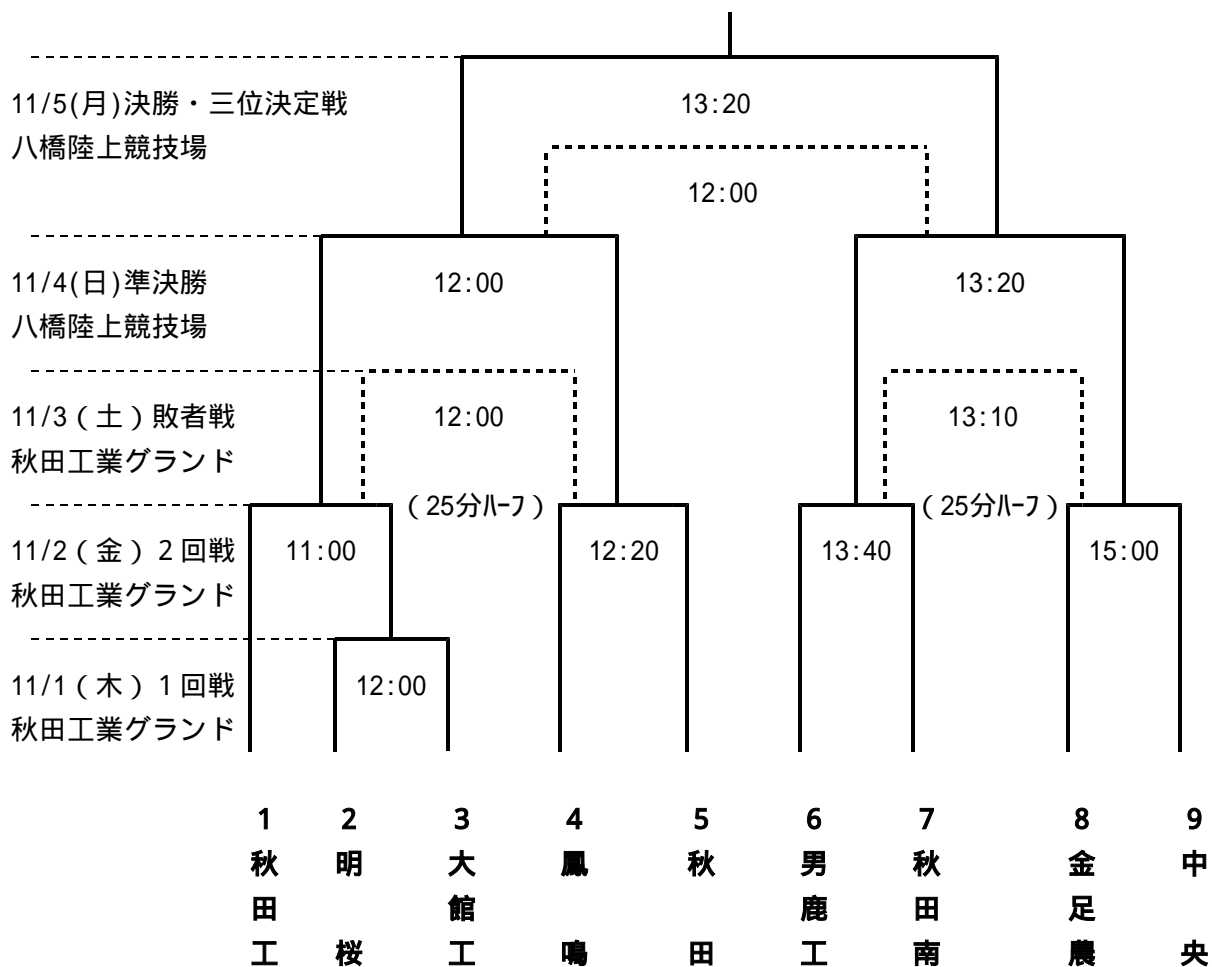 11/5(月)決勝・三位決定戦
13:20
八橋陸上競技場
12:00
11/4(日)準決勝
12:00
13:20
八橋陸上競技場
11/3（土）敗者戦
12:00
13:10
秋田工業グランド
（25分ﾊｰﾌ）
（25分ﾊｰﾌ）
11/2（金）２回戦
11:00
12:20
13:40
15:00
秋田工業グランド
11/1（木）１回戦
12:00
秋田工業グランド
1 2 3 4 5 6 7 8 9
秋田工
明桜
大館工
鳳鳴
秋田
男鹿工
秋田南
金足農
中央